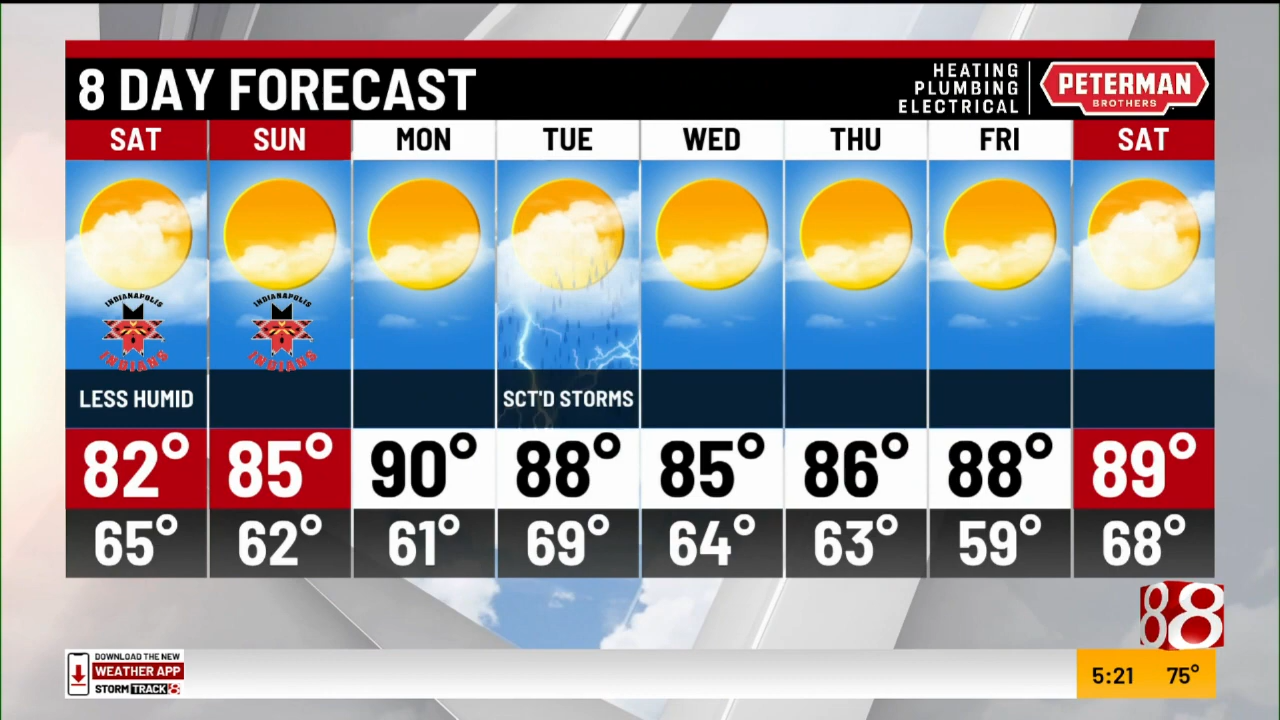 8 DAY FORECAST
HEATING
PLUMBING
ELECTRICAL
PETERMAN
BROTHERS
SAT SUN MON TUE WED THU FRI SAT
INDIANAPOLIS INDIANAPOLIS
INDIANS INDIANS
LESS HUMID SCT'D STORMS
82° 85° 90° 88° 85° 86° 88° 89°
65° 62° 61° 69° 64° 63° 59° 68°
88
DOWNLOAD THE NEW
WEATHER APP
STORM TRACK 8
5:21 75°